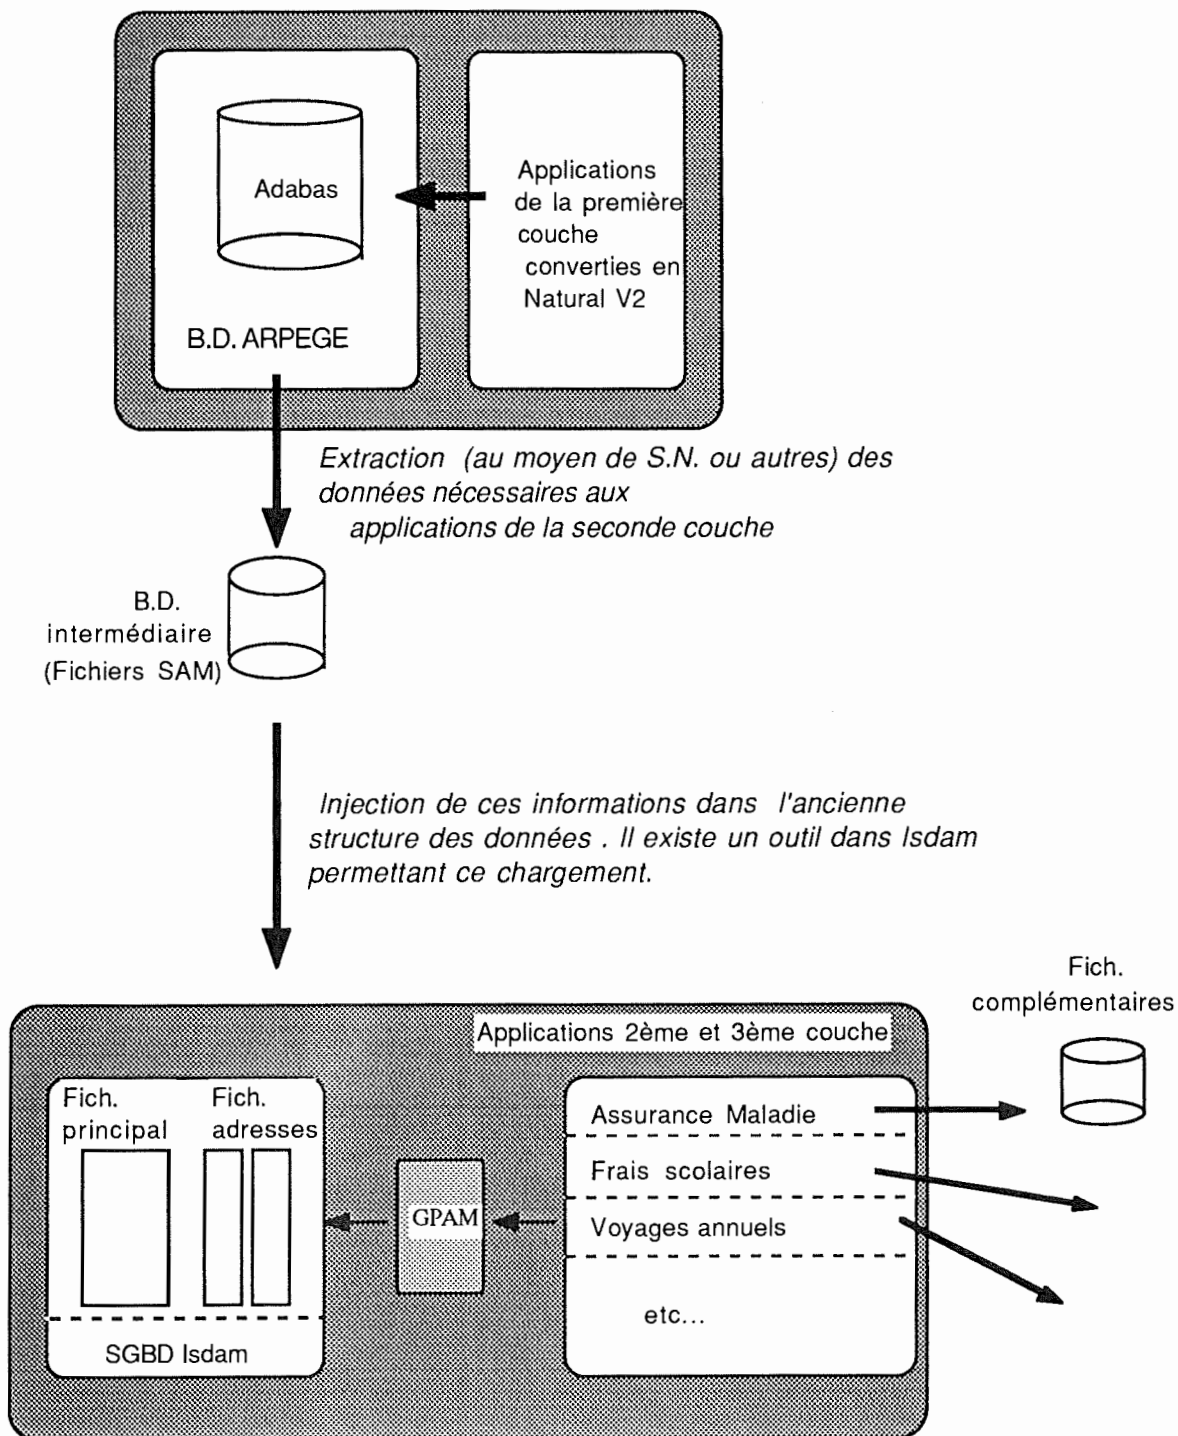 Adabas
B.D. ARPEGE
Applications
de la première
couche
converties en
Natural V2
Extraction (au moyen de S.N. ou autres) des
données nécessaires aux
applications de la seconde couche
B.D.
intermédiaire
(Fichiers SAM)
Injection de ces informations dans l'ancienne
structure des données . Il existe un outil dans Isdam
permettant ce chargement.
Fich.
complémentaires
Applications 2ème et 3ème couche
Fich.
principal
Fich.
adresses
SGBD Isdam
GPAM
Assurance Maladie
Frais scolaires
Voyages annuels
etc...